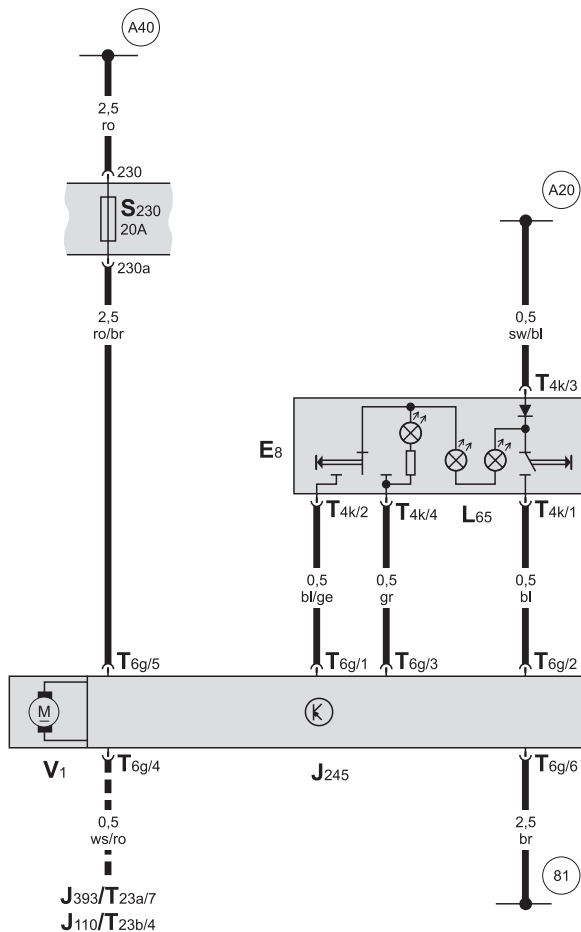 A40
2,5
ro
230
S230
20A
230a
2,5
ro/br
A20
0,5
sw/bl
T4k/3
E8
T4k/2
T4k/4
L65
T4k/1
0,5
bl/ge
0,5
gr
0,5
bl
T6g/5
T6g/1
T6g/3
T6g/2
M
V1
T6g/4
J245
T6g/6
0,5
ws/ro
2,5
br
J393/T23a/7
J110/T23b/4
81